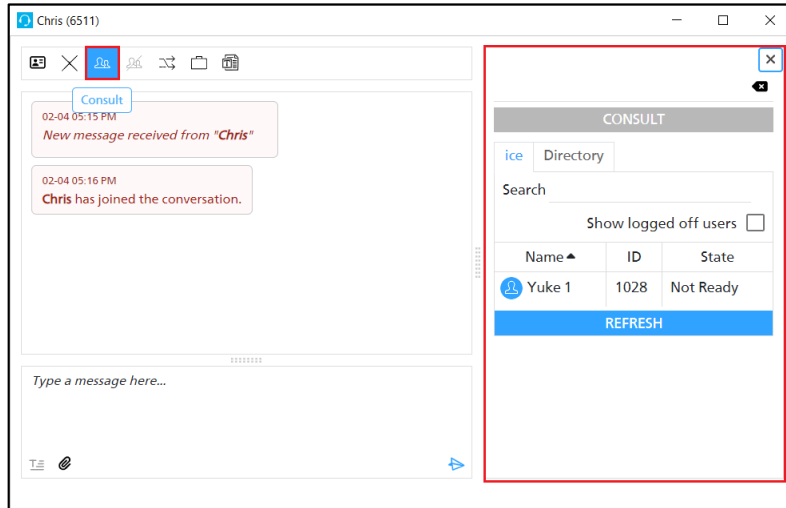 Chris (6511)
Consult
02-04 05:15 PM
New message received from "Chris"
02-04 05:16 PM
Chris has joined the conversation.
Type a message here...
CONSULT
ice Directory
Search
Show logged off users
Name ID State
Yuke 1 1028 Not Ready
REFRESH